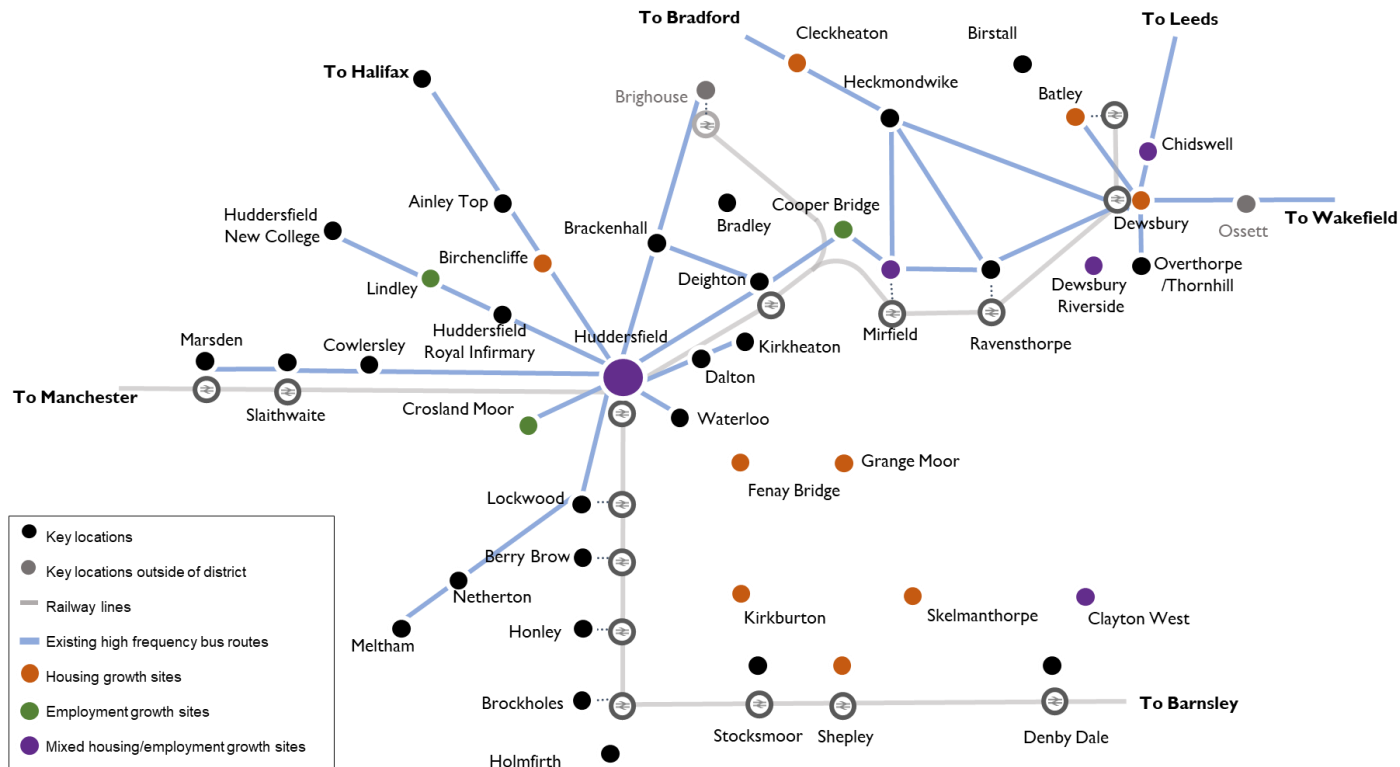 To Bradford
To Leeds
Cleckheaton
Birstall
To Halifax
Heckmondwike
Brighouse
Batley
Chidswell
Ainley Top
Cooper Bridge
Huddersfield
New College
Brackenhall
Bradley
Dewsbury
To Wakefield
Ossett
Birchencliffe
Deighton
Lindley
Dewsbury
Riverside
Overthorpe
/Thornhill
Huddersfield
Royal Infirmary
Huddersfield
Mirfield
Ravensthorpe
Marsden
Cowlersley
Kirkheaton
Dalton
To Manchester
Slaithwaite
Crosland Moor
Waterloo
Fenay Bridge
Grange Moor
Lockwood
Key locations
Berry Brow
Key locations outside of district
Netherton
Railway lines
Kirkburton
Skelmanthorpe
Clayton West
Honley
Meltham
Existing high frequency bus routes
Housing growth sites
Brockholes
To Barnsley
Employment growth sites
Stocksmoor
Shepley
Denby Dale
Mixed housing/employment growth sites
Holmfirth